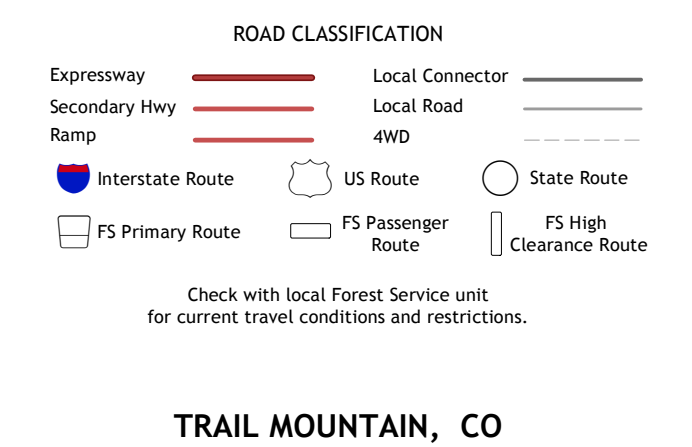 ROAD CLASSIFICATION
Expressway
Local Connector
Secondary Hwy
Local Road
Ramp
4WD
Interstate Route
US Route
State Route
FS Primary Route
FS Passenger
Route
FS High
Clearance Route
Check with local Forest Service unit
for current travel conditions and restrictions.
TRAIL MOUNTAIN, CO